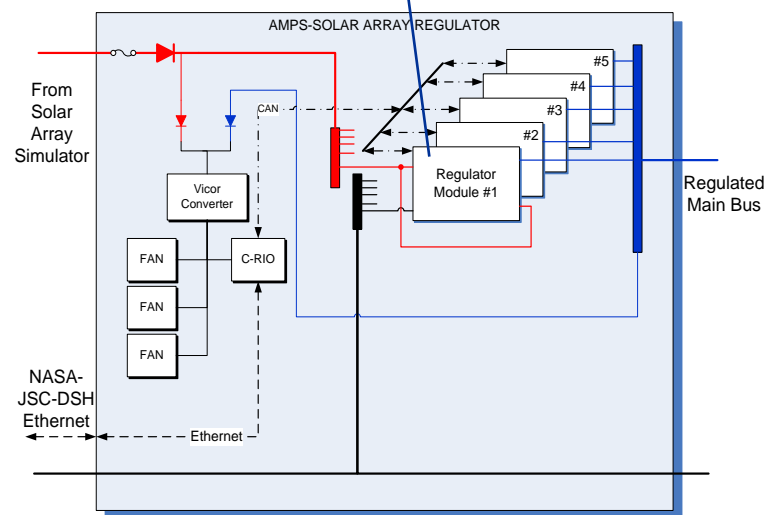 AMPS-SOLAR ARRAY REGULATOR
From
Solar
Array
Simulator
CAN
#5
#4
#3
#2
Regulator
Module #1
Regulated
Main Bus
Vicor
Converter
FAN
C-RIO
FAN
FAN
NASA-
JSC-DSH
Ethernet
Ethernet